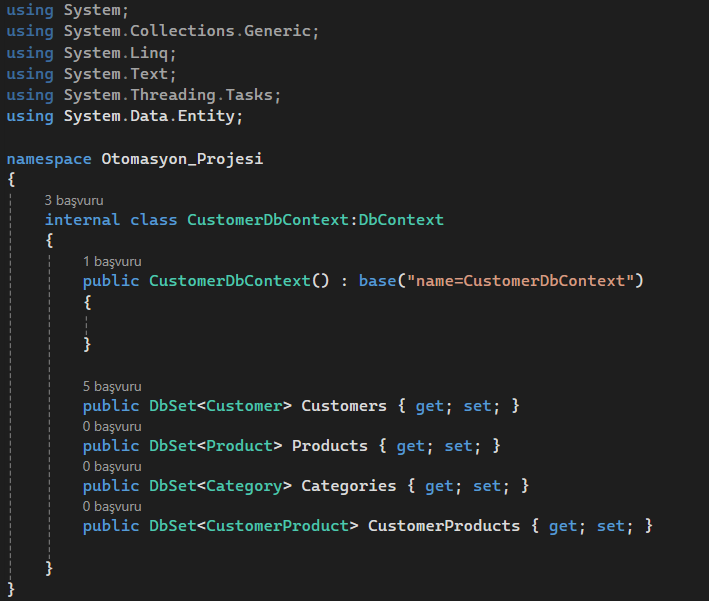 using System;
using System.Collections.Generic;
using System.Linq;
using System.Text;
using System.Threading.Tasks;
using System.Data.Entity;
namespace Otomasyon_Projesi
{
3 başvuru
internal class CustomerDbContext:DbContext
{
1 başvuru
public CustomerDbContext() : base("name=CustomerDbContext")
{
}
5 başvuru
public DbSet<Customer> Customers { get; set; }
0 başvuru
public DbSet<Product> Products { get; set; }
0 başvuru
public DbSet<Category> Categories { get; set; }
0 başvuru
public DbSet<CustomerProduct> CustomerProducts { get; set; }
}
}